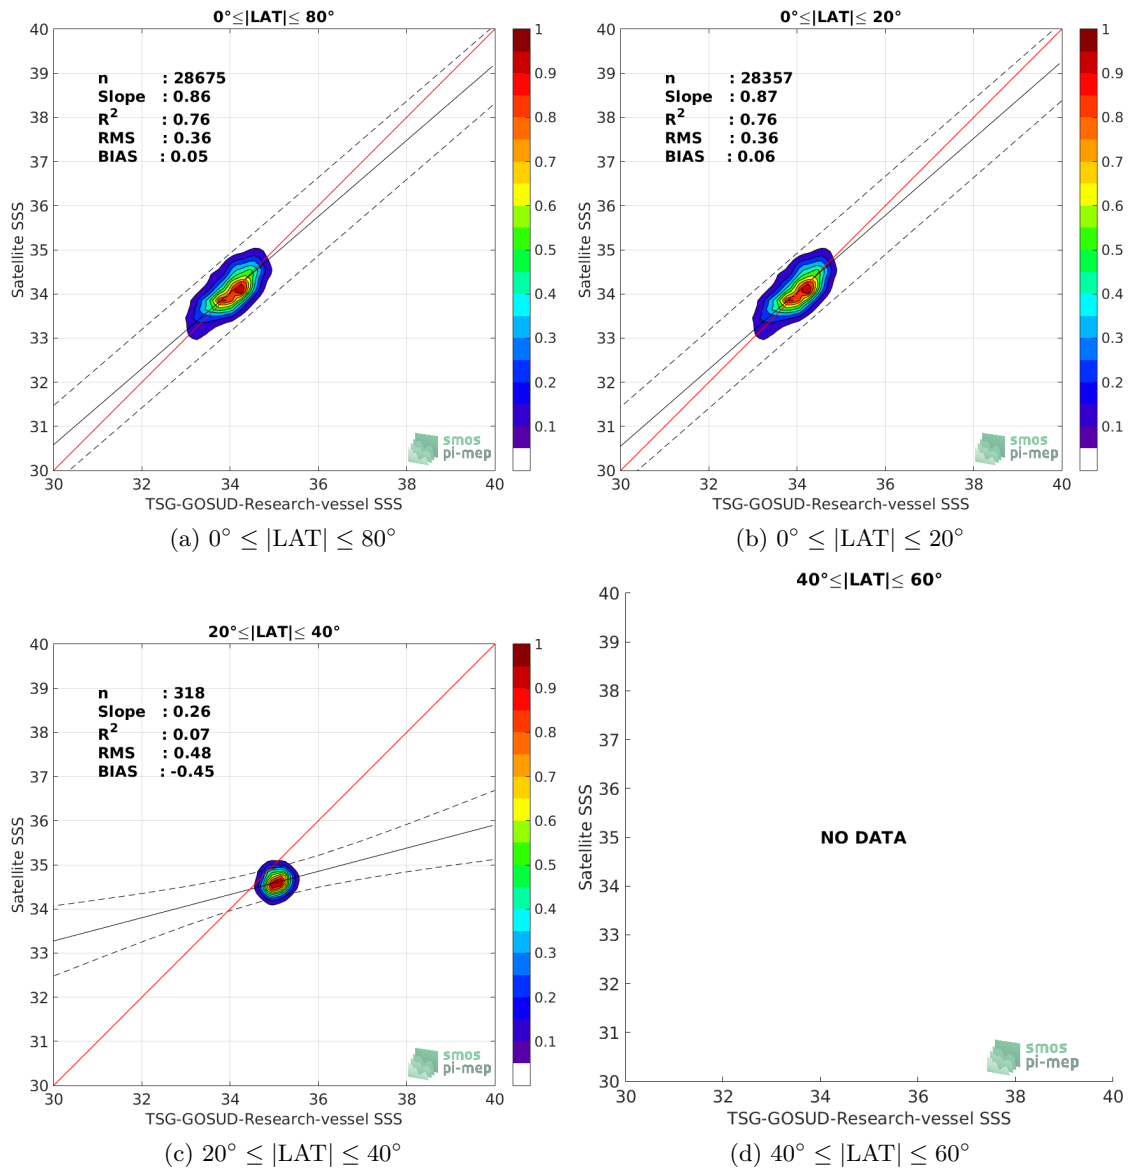 0°≤|LAT|≤ 80°
n : 28675
Slope : 0.86
R² : 0.76
RMS : 0.36
BIAS : 0.05
40
39
38
37
36
35
34
33
32
31
30
Satellite SSS
30 32 34 36 38 40
TSG-GOSUD-Research-vessel SSS
1
0.9
0.8
0.7
0.6
0.5
0.4
0.3
0.2
0.1
smos
pi-mep
(a) 0° ≤ |LAT| ≤ 80°
0°≤|LAT|≤ 20°
n : 28357
Slope : 0.87
R² : 0.76
RMS : 0.36
BIAS : 0.06
40
39
38
37
36
35
34
33
32
31
30
Satellite SSS
30 32 34 36 38 40
TSG-GOSUD-Research-vessel SSS
1
0.9
0.8
0.7
0.6
0.5
0.4
0.3
0.2
0.1
smos
pi-mep
(b) 0° ≤ |LAT| ≤ 20°
20°≤|LAT|≤ 40°
n : 318
Slope : 0.26
R² : 0.07
RMS : 0.48
BIAS : -0.45
40
39
38
37
36
35
34
33
32
31
30
Satellite SSS
30 32 34 36 38 40
TSG-GOSUD-Research-vessel SSS
1
0.9
0.8
0.7
0.6
0.5
0.4
0.3
0.2
0.1
smos
pi-mep
(c) 20° ≤ |LAT| ≤ 40°
40°≤|LAT|≤ 60°
40
39
38
37
36
35
34
33
32
31
30
Satellite SSS
NO DATA
30 32 34 36 38 40
TSG-GOSUD-Research-vessel SSS
smos
pi-mep
(d) 40° ≤ |LAT| ≤ 60°